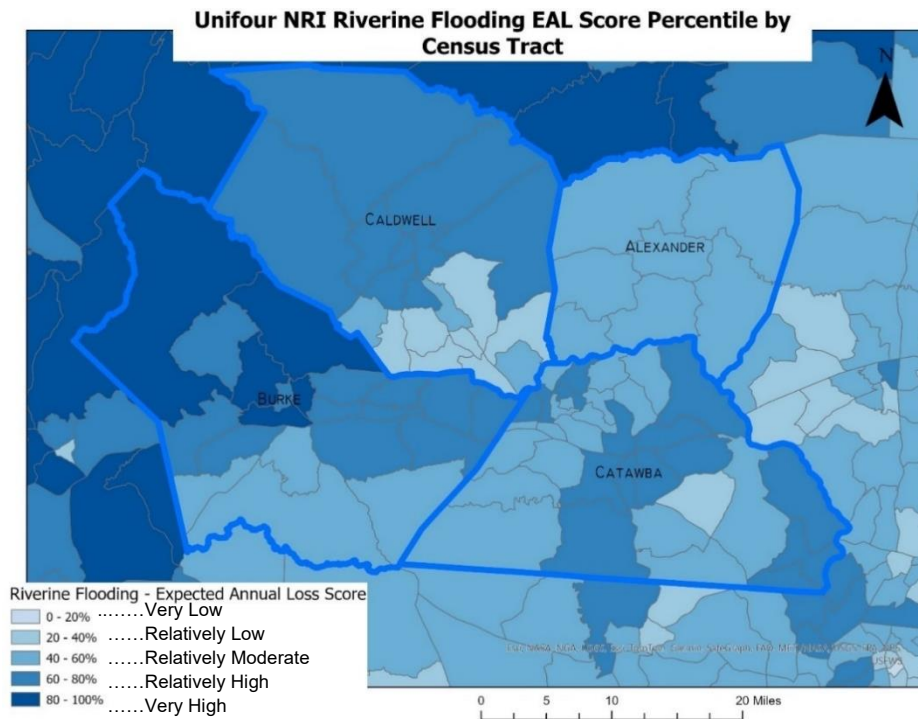 Unifour NRI Riverine Flooding EAL Score Percentile by
Census Tract
N
CALDWELL
ALEXANDER
BURKE
CATAWBA
Riverine Flooding - Expected Annual Loss Score
0 - 20% ........Very Low
20 - 40% ......Relatively Low
40 - 60% ......Relatively Moderate
60 - 80% ......Relatively High
80 - 100% ......Very High
USFWS
0 5 10 20 Miles